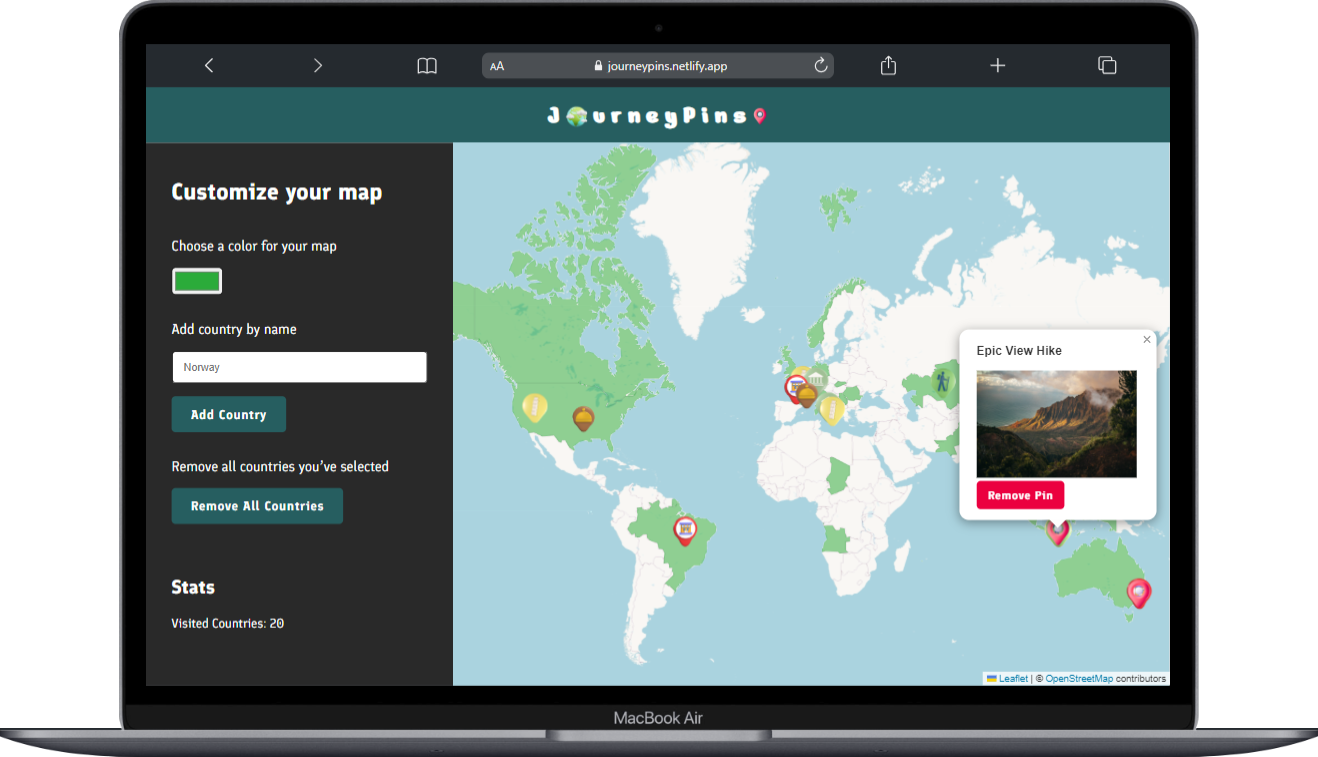 AA
journeypins.netlify.app
JourneyPins
Customize your map
Choose a color for your map
Add country by name
Norway
Add Country
Remove all countries you've selected
Remove All Countries
Stats
Visited Countries: 20
Epic View Hike
×
Remove Pin
Leaflet | © OpenStreetMap contributors
MacBook Air